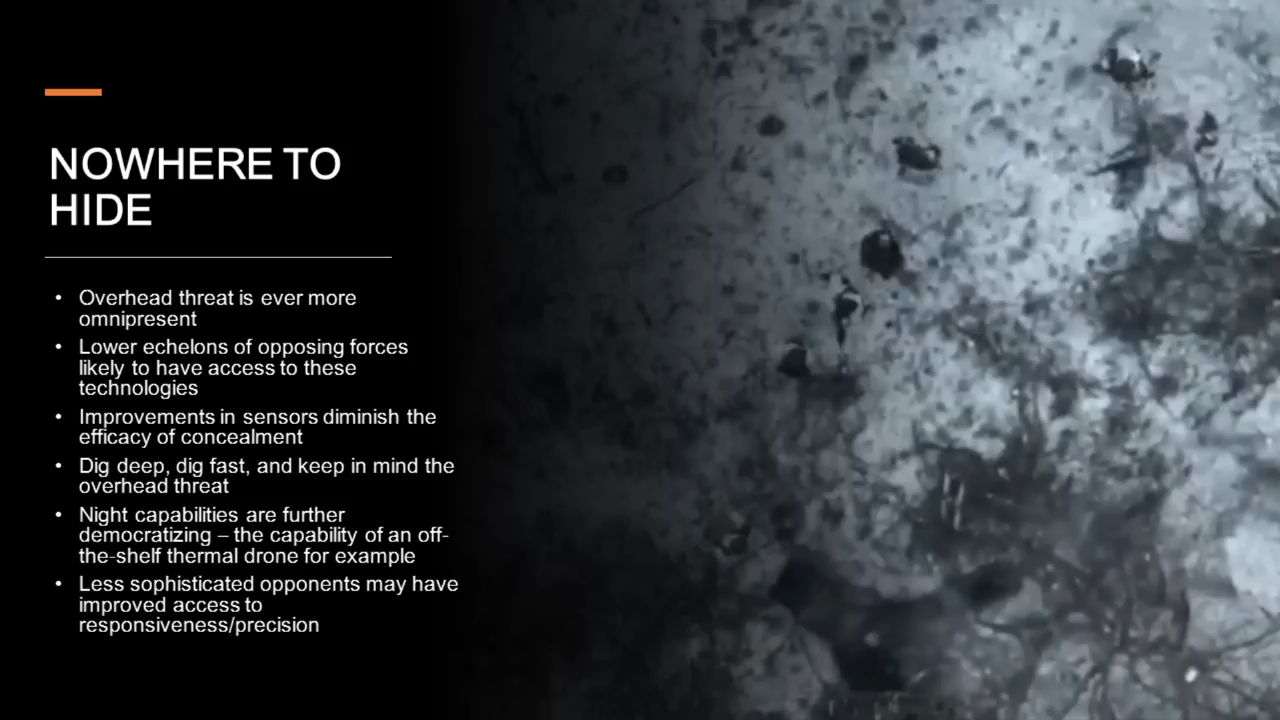 NOWHERE TO
HIDE
• Overhead threat is ever more
omnipresent
• Lower echelons of opposing forces
likely to have access to these
technologies
• Improvements in sensors diminish the
efficacy of concealment
• Dig deep, dig fast, and keep in mind the
overhead threat
• Night capabilities are further
democratizing – the capability of an off-
the-shelf thermal drone for example
• Less sophisticated opponents may have
improved access to
responsiveness/precision